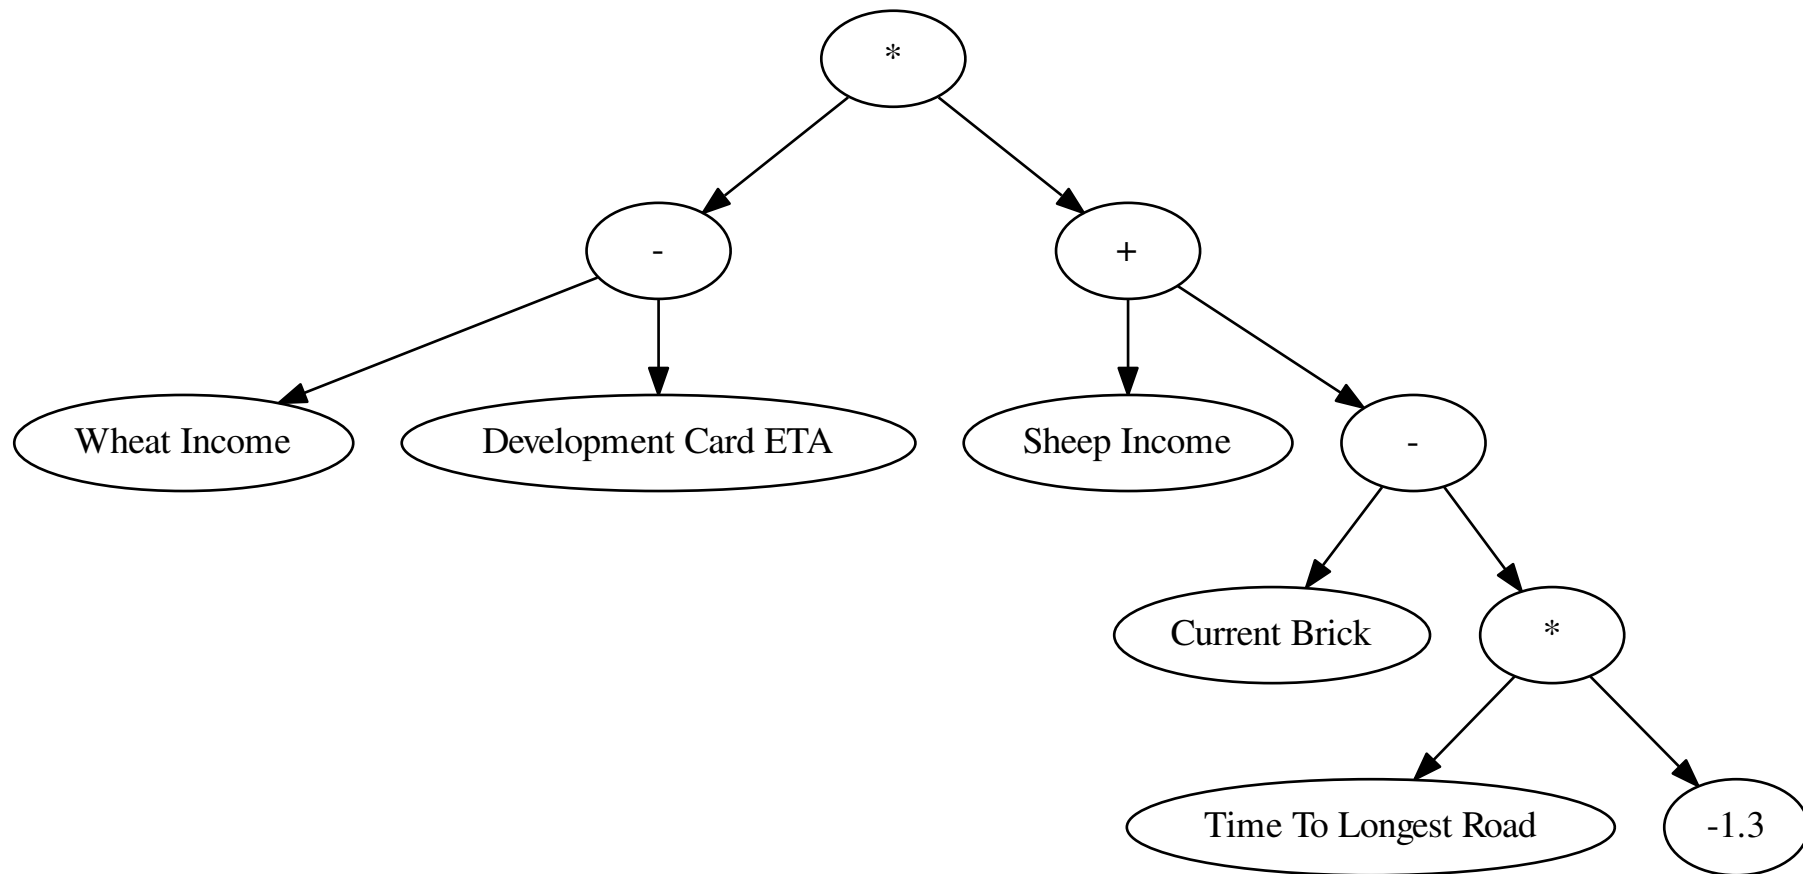 *
-
+
Wheat Income
Development Card ETA
Sheep Income
-
Current Brick
*
Time To Longest Road
-1.3